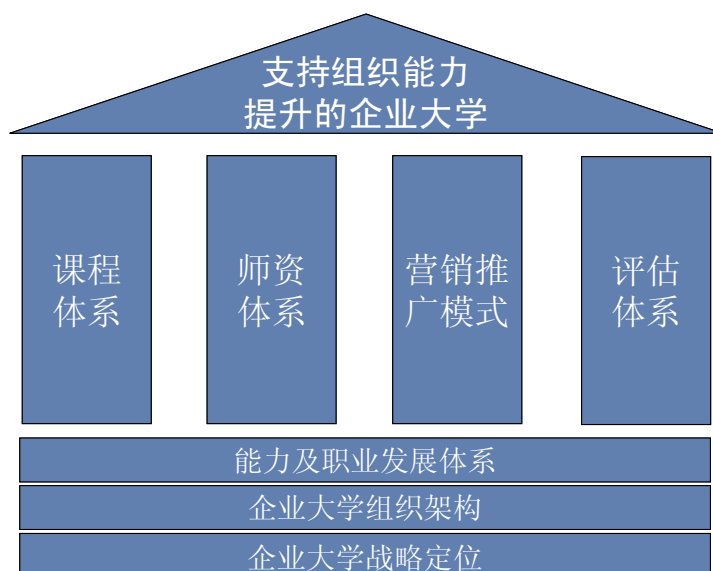 支持组织能力
提升的企业大学
课程
体系
师资
体系
营销推
广模式
评估
体系
能力及职业发展体系
企业大学组织架构
企业大学战略定位